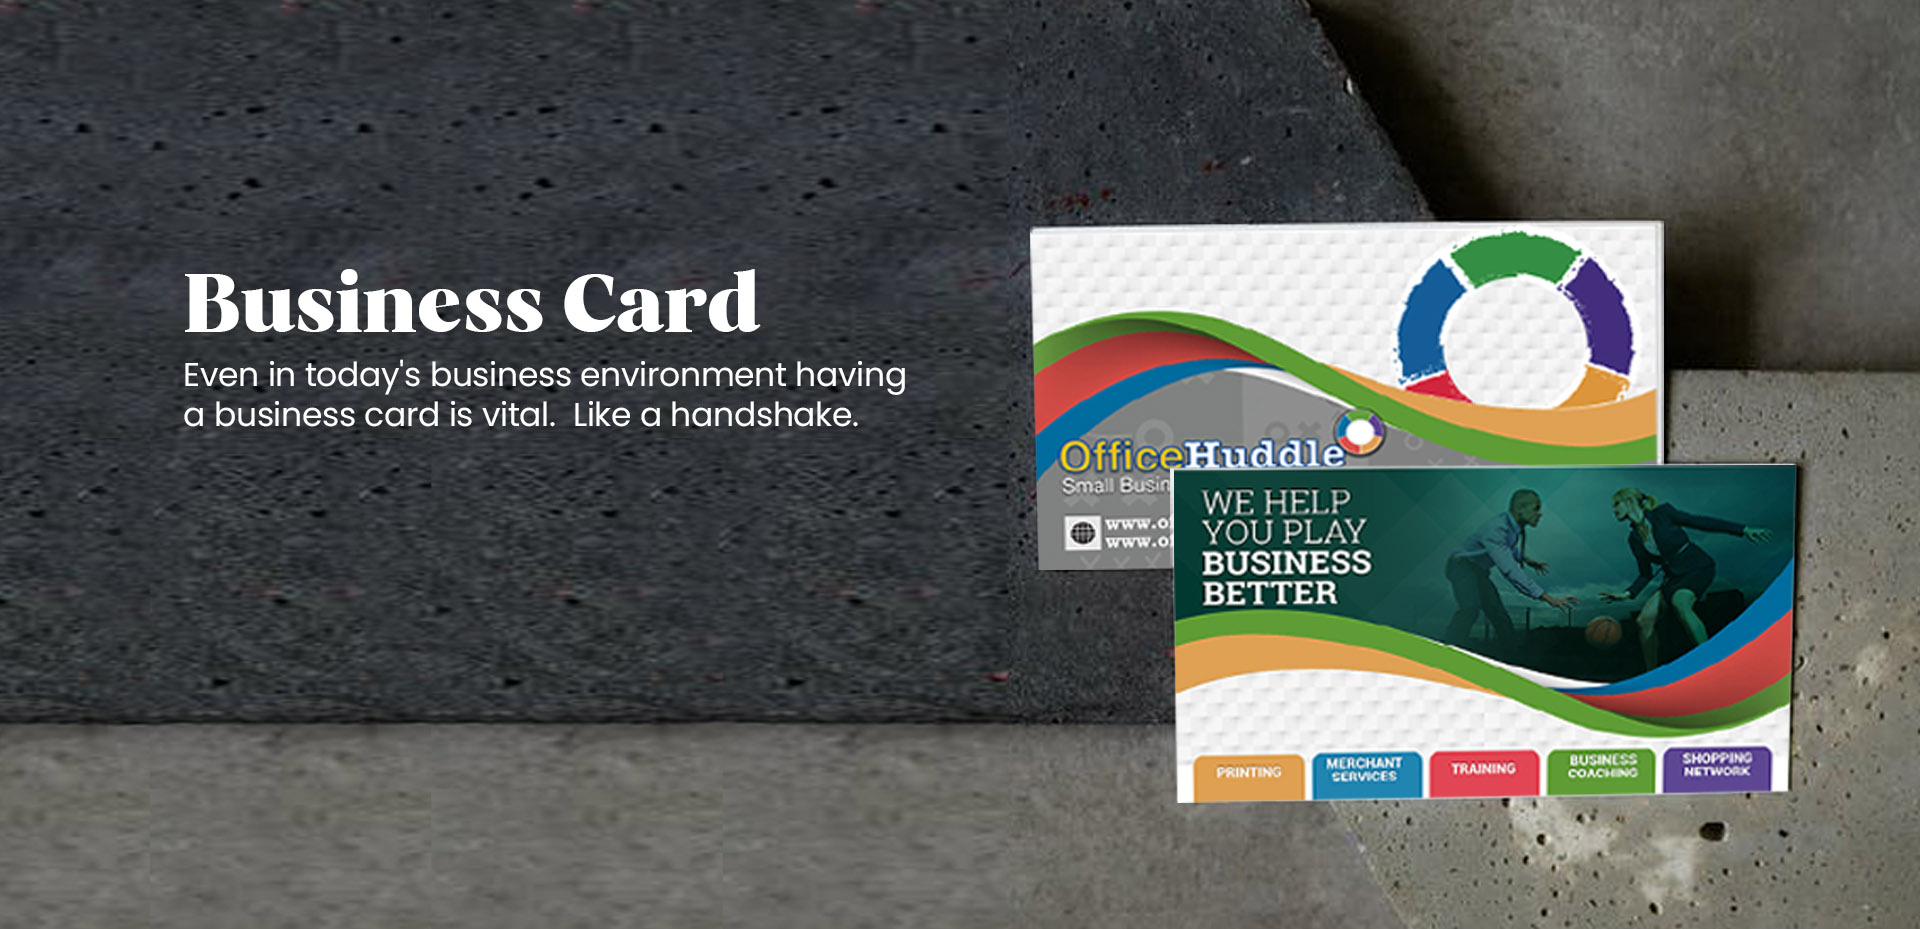 Business Card
Even in today's business environment having
a business card is vital.  Like a handshake.
OfficeHuddle
Small
WE HELP
YOU PLAY
BUSINESS
BETTER
PRINTING
MERCHANT
SERVICES
TRAINING
BUSINESS
COACHING
SHOPPING
NETWORK